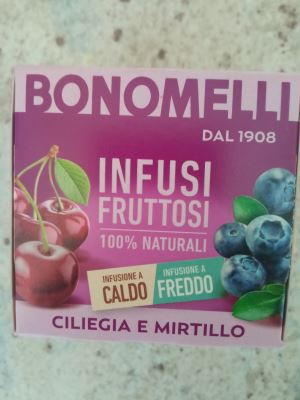 BONOMELLI
DAL 1908
INFUSI
FRUTTOSI
100% NATURALI
INFUSIONE A
CALDO
INFUSIONE A
FREDDO
CILIEGIA E MIRTILLO